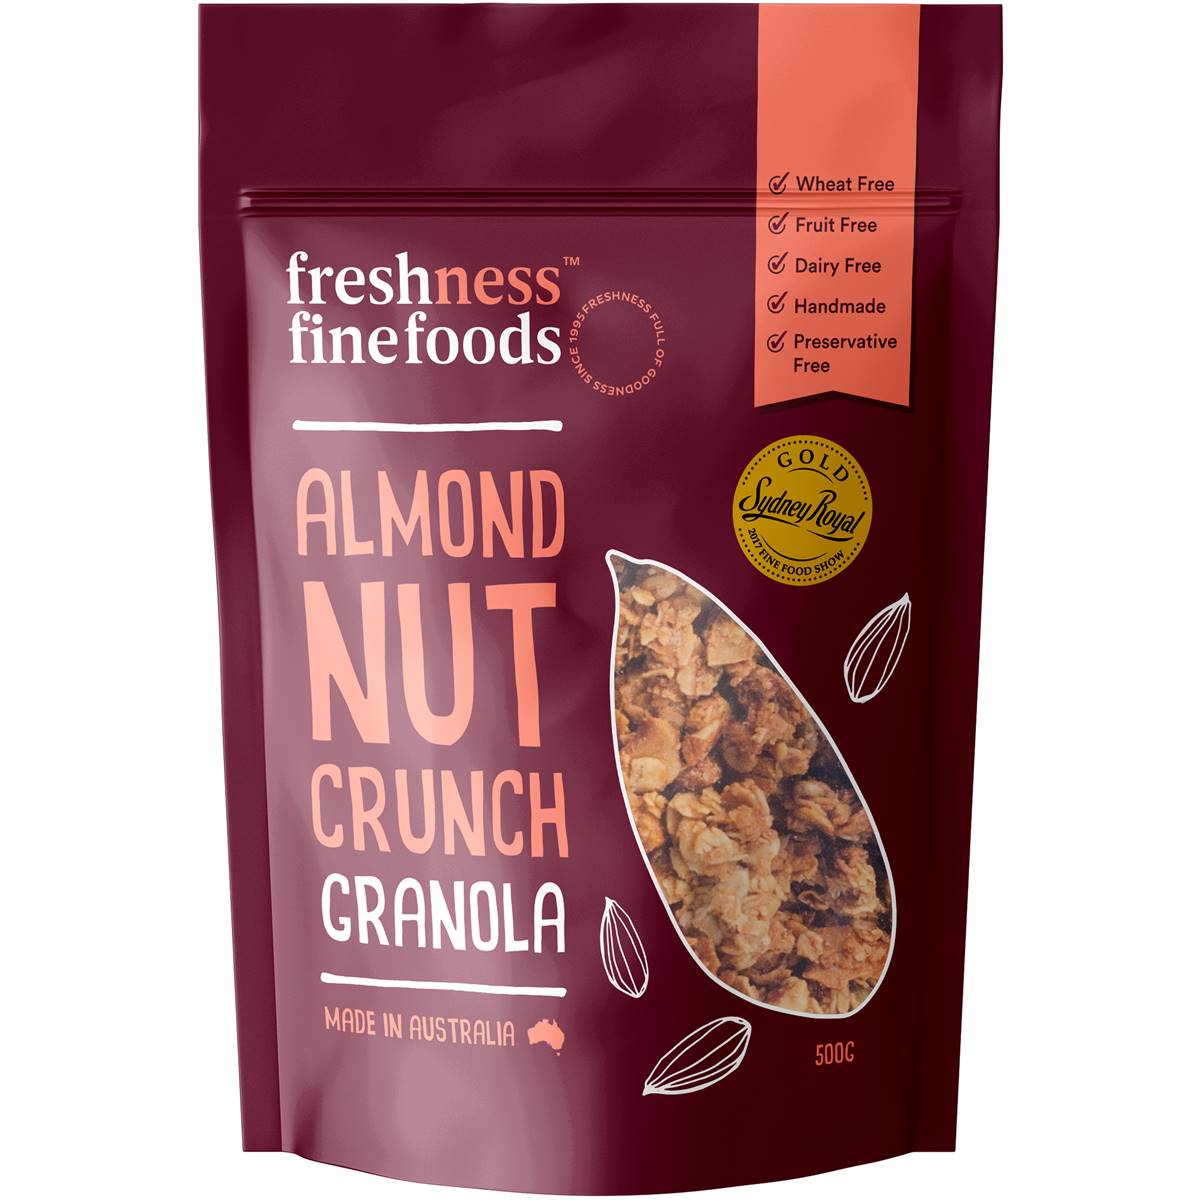 Wheat Free
Fruit Free
Dairy Free
Handmade
Preservative
Free
freshness™
finefoods
FRESHNESS FULL OF GOODNESS SINCE 1995
ALMOND
NUT
CRUNCH
GRANOLA
MADE IN AUSTRALIA
GOLD
Sydney Royal
2017 FINE FOOD SHOW
500G